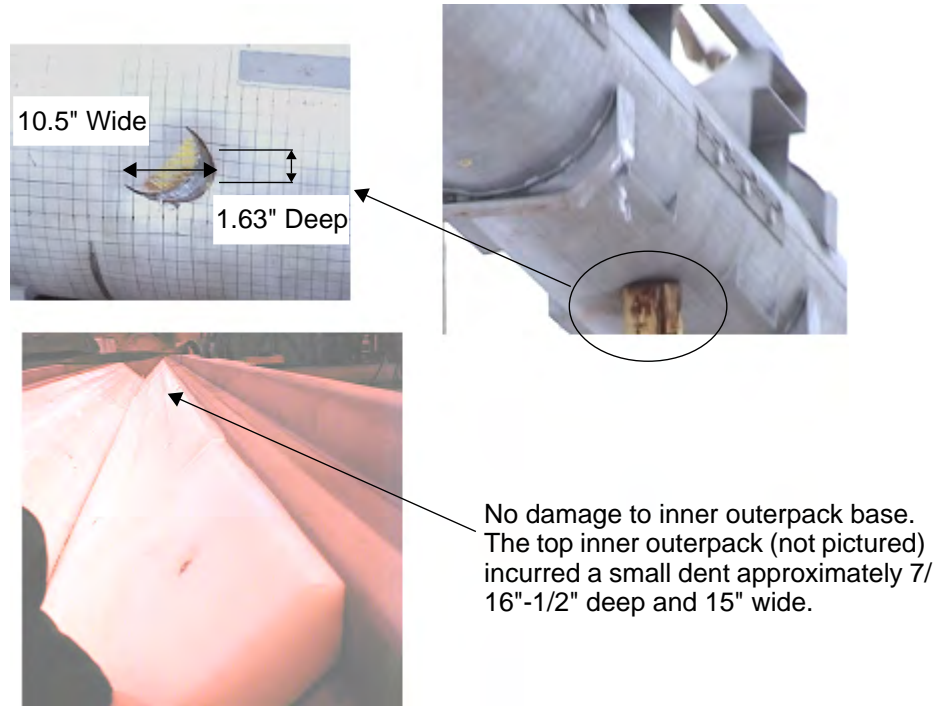 10.5" Wide
1.63" Deep
No damage to inner outerpack base.
The top inner outerpack (not pictured)
incurred a small dent approximately 7/
16"-1/2" deep and 15" wide.